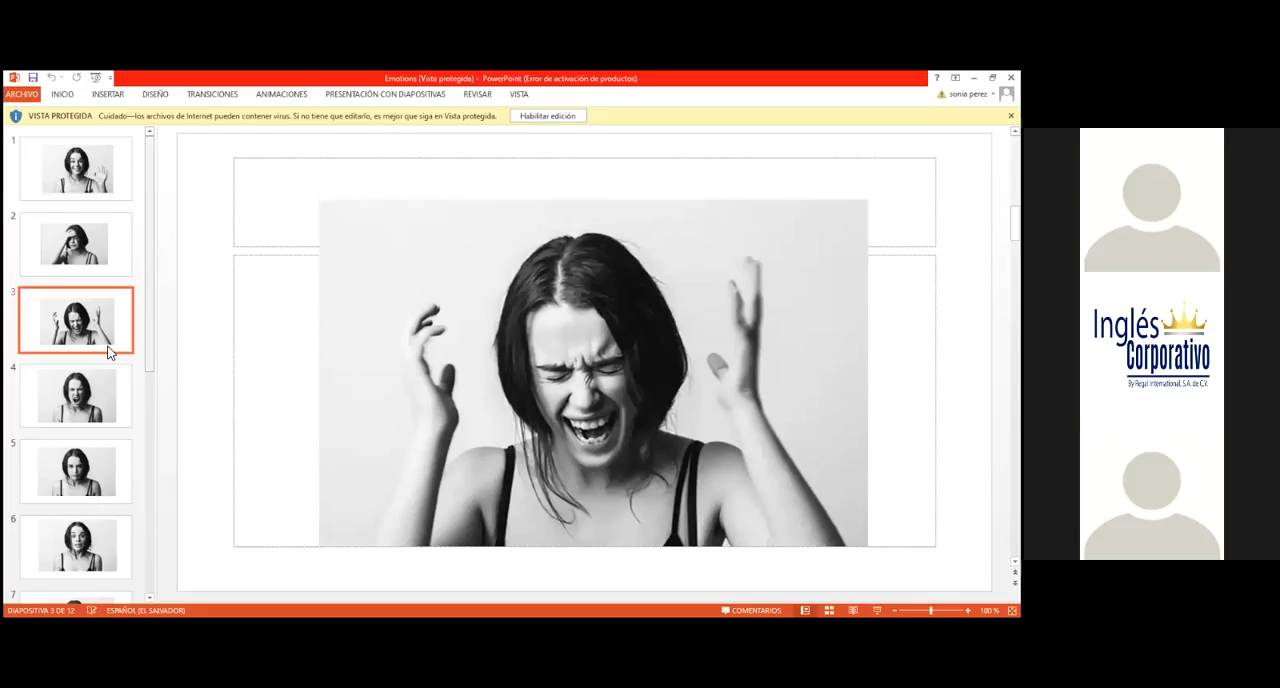 Emotions [Vista protegida] - PowerPoint (Error de activación de productos)
?
ARCHIVO INICIO INSERTAR DISEÑO TRANSICIONES ANIMACIONES PRESENTACIÓN CON DIAPOSITIVAS REVISAR VISTA
sonia perez
VISTA PROTEGIDA Cuidado—los archivos de Internet pueden contener virus. Si no tiene que editarlo, es mejor que siga en Vista protegida. Habilitar edición
1
2
3
4
5
6
7
Inglés
Corporativo
By Regal International, S.A. de C.V.
DIAPOSITIVA 3 DE 12 ESPAÑOL (EL SALVADOR) COMENTARIOS 100 %